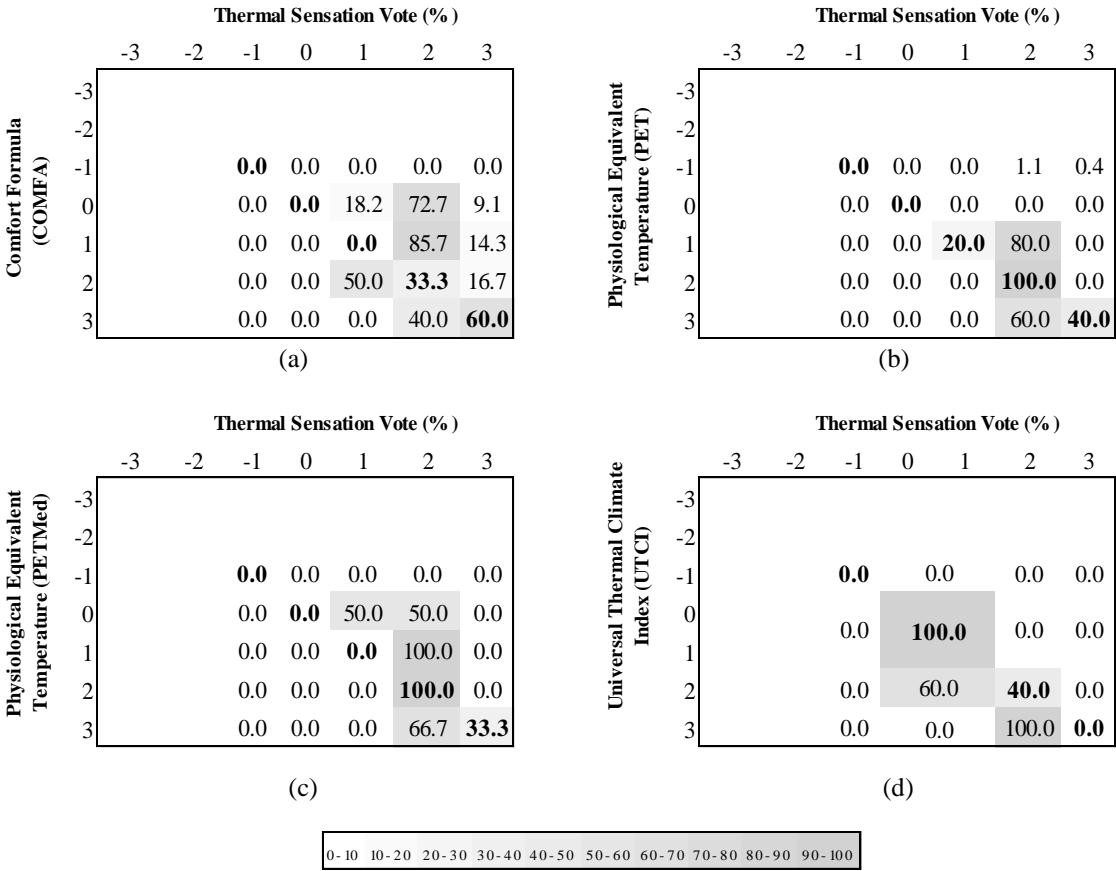 Thermal Sensation Vote (%)
-3 -2 -1 0 1 2 3
Comfort Formula
(COMFA)
-3
-2
-1 0.0 0.0 0.0 0.0 0.0
0 0.0 0.0 18.2 72.7 9.1
1 0.0 0.0 0.0 85.7 14.3
2 0.0 0.0 50.0 33.3 16.7
3 0.0 0.0 0.0 40.0 60.0
(a)
Thermal Sensation Vote (%)
-3 -2 -1 0 1 2 3
Physiological Equivalent
Temperature (PET)
-3
-2
-1 0.0 0.0 0.0 1.1 0.4
0 0.0 0.0 0.0 0.0 0.0
1 0.0 0.0 20.0 80.0 0.0
2 0.0 0.0 0.0 100.0 0.0
3 0.0 0.0 0.0 60.0 40.0
(b)
Thermal Sensation Vote (%)
-3 -2 -1 0 1 2 3
Physiological Equivalent
Temperature (PETMed)
-3
-2
-1 0.0 0.0 0.0 0.0 0.0
0 0.0 0.0 50.0 50.0 0.0
1 0.0 0.0 0.0 100.0 0.0
2 0.0 0.0 0.0 100.0 0.0
3 0.0 0.0 0.0 66.7 33.3
(c)
Thermal Sensation Vote (%)
-3 -2 -1 0 1 2 3
Universal Thermal Climate
Index (UTCI)
-3
-2
-1 0.0 0.0 0.0 0.0
0
0.0 100.0 0.0 0.0
1
2 0.0 60.0 40.0 0.0
3 0.0 0.0 100.0 0.0
(d)
0-10 10-20 20-30 30-40 40-50 50-60 60-70 70-80 80-90 90-100